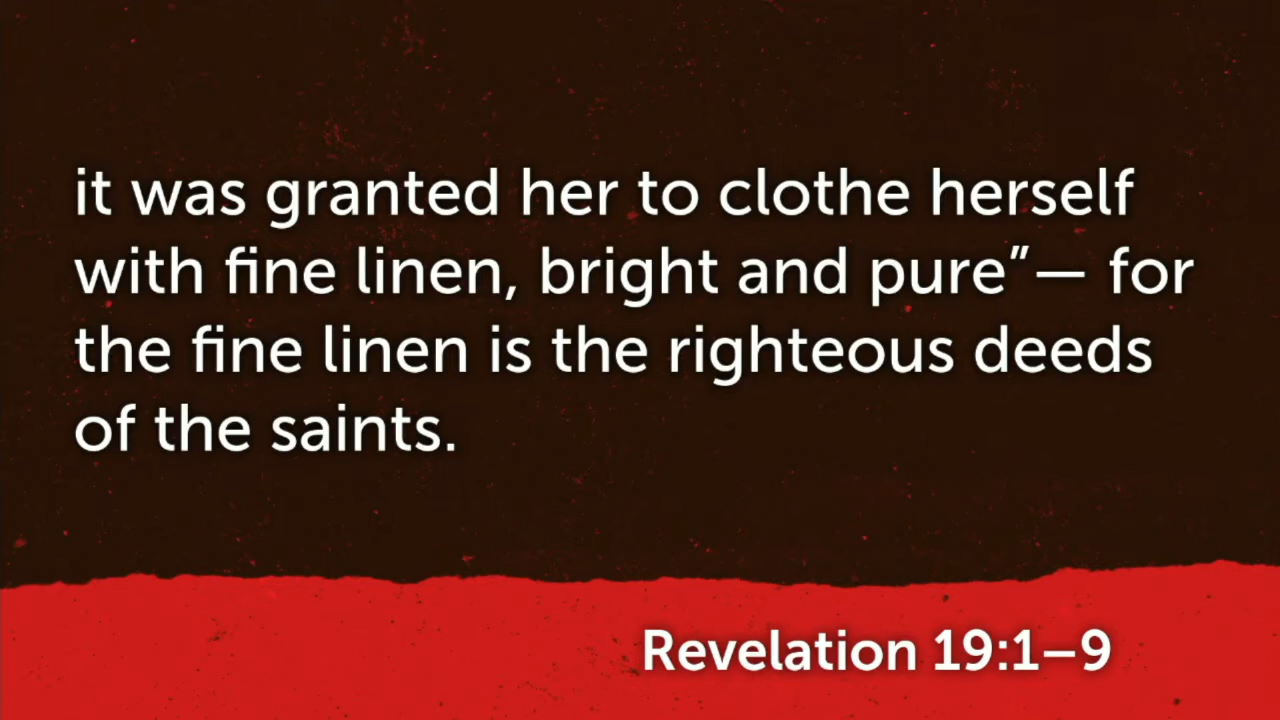 it was granted her to clothe herself
with fine linen, bright and pure”— for
the fine linen is the righteous deeds
of the saints.
Revelation 19:1–9